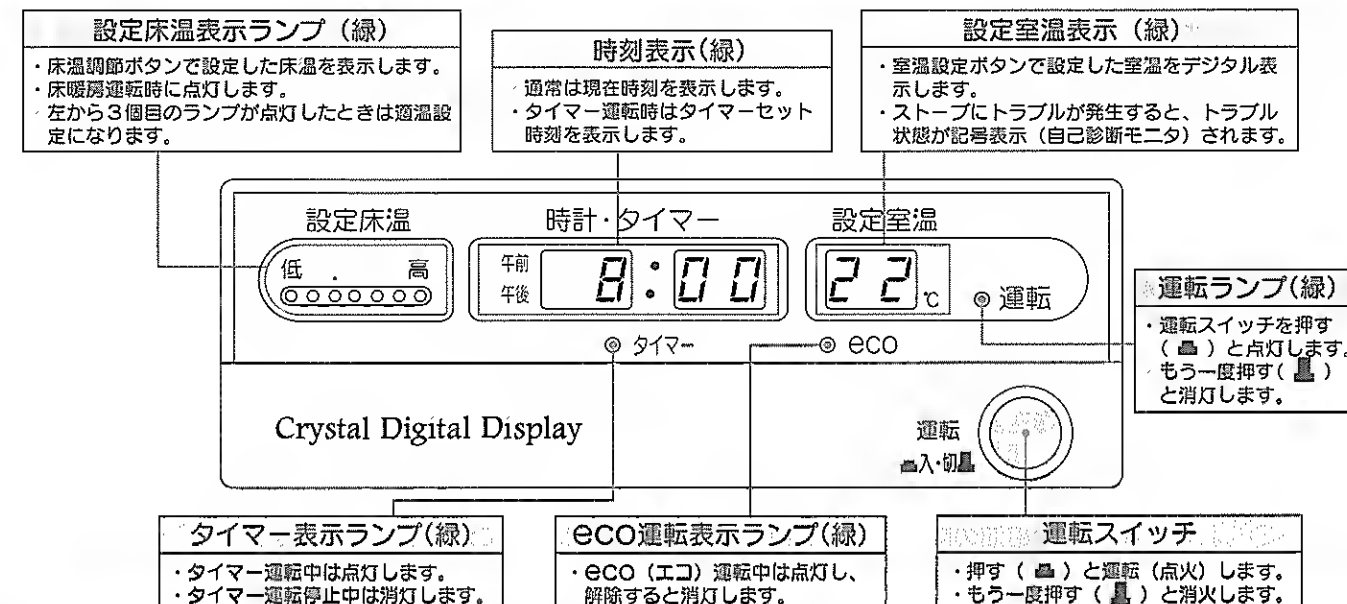 設定床温表示ランプ（緑）
・床温調節ボタンで設定した床温を表示します。
・床暖房運転時に点灯します。
・左から3個目のランプが点灯したときは適温設
定になります。
時刻表示(緑)
・通常は現在時刻を表示します。
・タイマー運転時はタイマーセット
時刻を表示します。
設定室温表示（緑）
・室温設定ボタンで設定した室温をデジタル表
示します。
・ストーブにトラブルが発生すると、トラブル
状態が記号表示（自己診断モニタ）されます。
設定床温
低 . 高
時計・タイマー
午前
午後
8:00
設定室温
22℃
運転
タイマー
eco
運転ランプ(緑)
・運転スイッチを押す
（ ）と点灯します。
・もう一度押す( ）
と消灯します。
Crystal Digital Display
運転
入・切
タイマー表示ランプ(緑)
・タイマー運転中は点灯します。
・タイマー運転停止中は消灯します。
eco運転表示ランプ(緑)
・eco（エコ）運転中は点灯し、
解除すると消灯します。
運転スイッチ
・押す（ ）と運転（点火）します。
・もう一度押す（ ）と消火します。